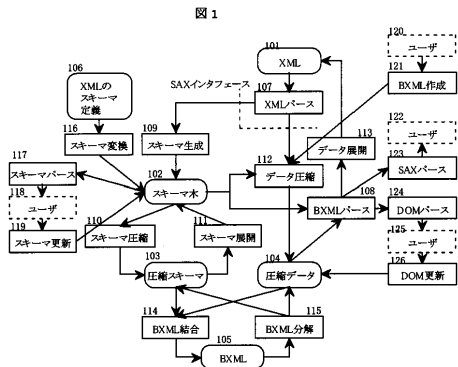 図 1
101
XML
120
ユーザ
121
BXML作成
106
XMLの
スキーマ
定義
SAXインタフェース
107
XMLパース
122
ユーザ
116
スキーマ変換
109
スキーマ生成
113
データ展開
123
SAXパース
117
スキーマパース
102
スキーマ木
112
データ圧縮
118
ユーザ
108
BXMLパース
124
DOMパース
110
スキーマ圧縮
111
スキーマ展開
125
ユーザ
119
スキーマ更新
103
圧縮スキーマ
104
圧縮データ
126
DOM更新
114
BXML結合
115
BXML分解
105
BXML